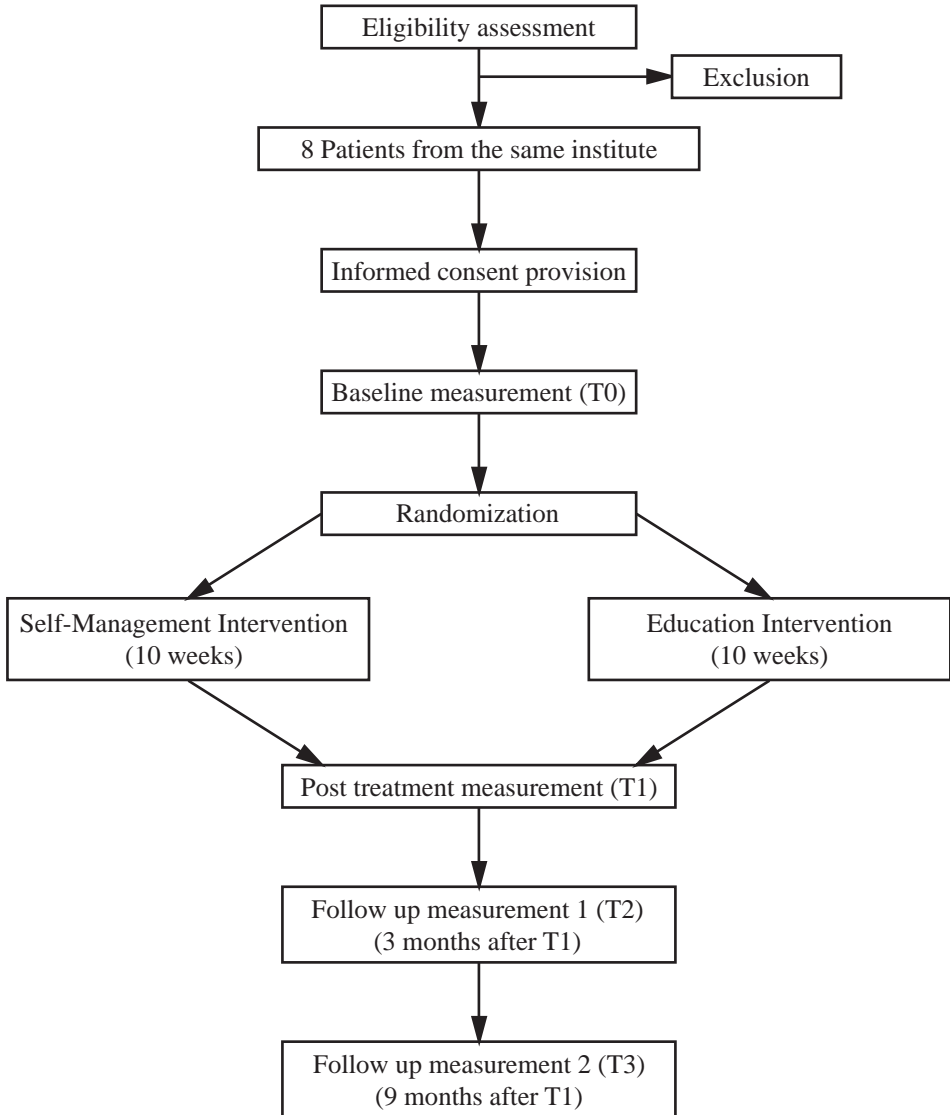 Eligibility assessment
Exclusion
8 Patients from the same institute
Informed consent provision
Baseline measurement (T0)
Randomization
Self-Management Intervention
(10 weeks)
Education Intervention
(10 weeks)
Post treatment measurement (T1)
Follow up measurement 1 (T2)
(3 months after T1)
Follow up measurement 2 (T3)
(9 months after T1)